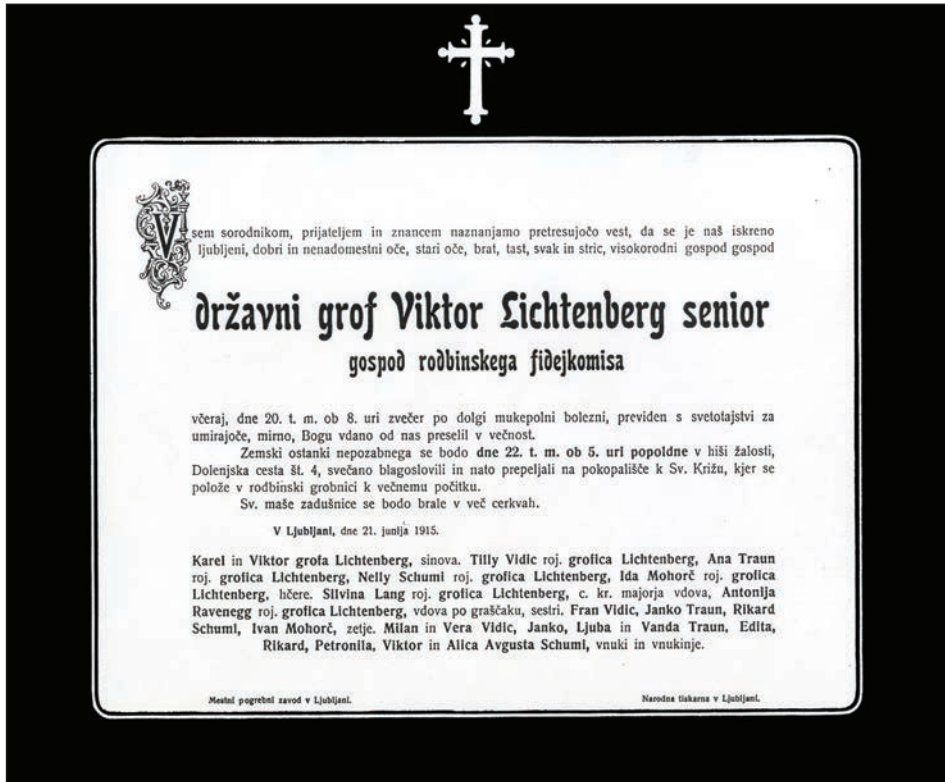 Vsem sorodnikom, prijateljem in znancem naznanjamo pretresujočo vest, da se je naš iskreno
ljubljeni, dobri in nenadomestni oče, stari oče, brat, tast, svak in stric, visokorodni gospod gospod
državni grof Viktor Lichtenberg senior
gospod rodbinskega fidejkomisa
včeraj, dne 20. t. m. ob 8. uri zvečer po dolgi mukepolni bolezni, previden s svetotajstvi za
umirajoče, mirno, Bogu vdano od nas preselil v večnost.
Zemski ostanki nepozabnega se bodo dne 22. t. m. ob 5. uri popoldne v hiši žalosti,
Dolenjska cesta št. 4, svečano blagoslovili in nato prepeljali na pokopališče k Sv. Križu, kjer se
polože v rodbinski grobnici k večnemu počitku.
Sv. maše zadušnice se bodo brale v več cerkvah.
V Ljubljani, dne 21. junija 1915.
Karel in Viktor grofa Lichtenberg, sinova. Tilly Vidic roj. grofica Lichtenberg, Ana Traun
roj. grofica Lichtenberg, Nelly Schumi roj. grofica Lichtenberg, Ida Mohorč roj. grofica
Lichtenberg, hčere. Silvina Lang roj. grofica Lichtenberg, c. kr. majorja vdova, Antonija
Ravenegg roj. grofica Lichtenberg, vdova po graščaku, sestri. Fran Vidic, Janko Traun, Rikard
Schumi, Ivan Mohorč, zetje. Milan in Vera Vidic, Janko, Ljuba in Vanda Traun, Edita,
Rikard, Petronila, Viktor in Alica Avgusta Schumi, vnuki in vnukinje.
Mestni pogrebni zavod v Ljubljani.
Narodna tiskarna v Ljubljani.